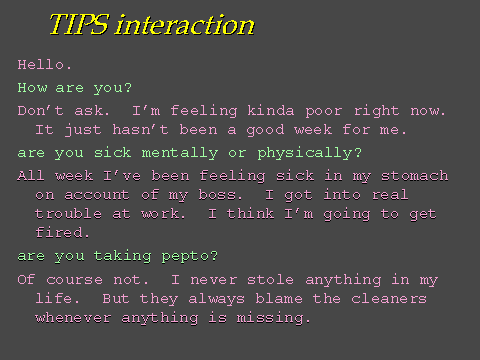 TIPS interaction
Hello.
How are you?
Don't ask.  I'm feeling kinda poor right now.
It just hasn't been a good week for me.
are you sick mentally or physically?
All week I've been feeling sick in my stomach
on account of my boss.  I got into real
trouble at work.  I think I'm going to get
fired.
are you taking pepto?
Of course not.  I never stole anything in my
life.  But they always blame the cleaners
whenever anything is missing.